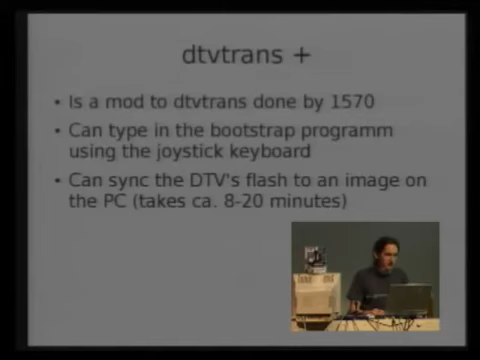 dtvtrans +
• Is a mod to dtvtrans done by 1570
• Can type in the bootstrap programm
using the joystick keyboard
• Can sync the DTV's flash to an image on
the PC (takes ca. 8-20 minutes)